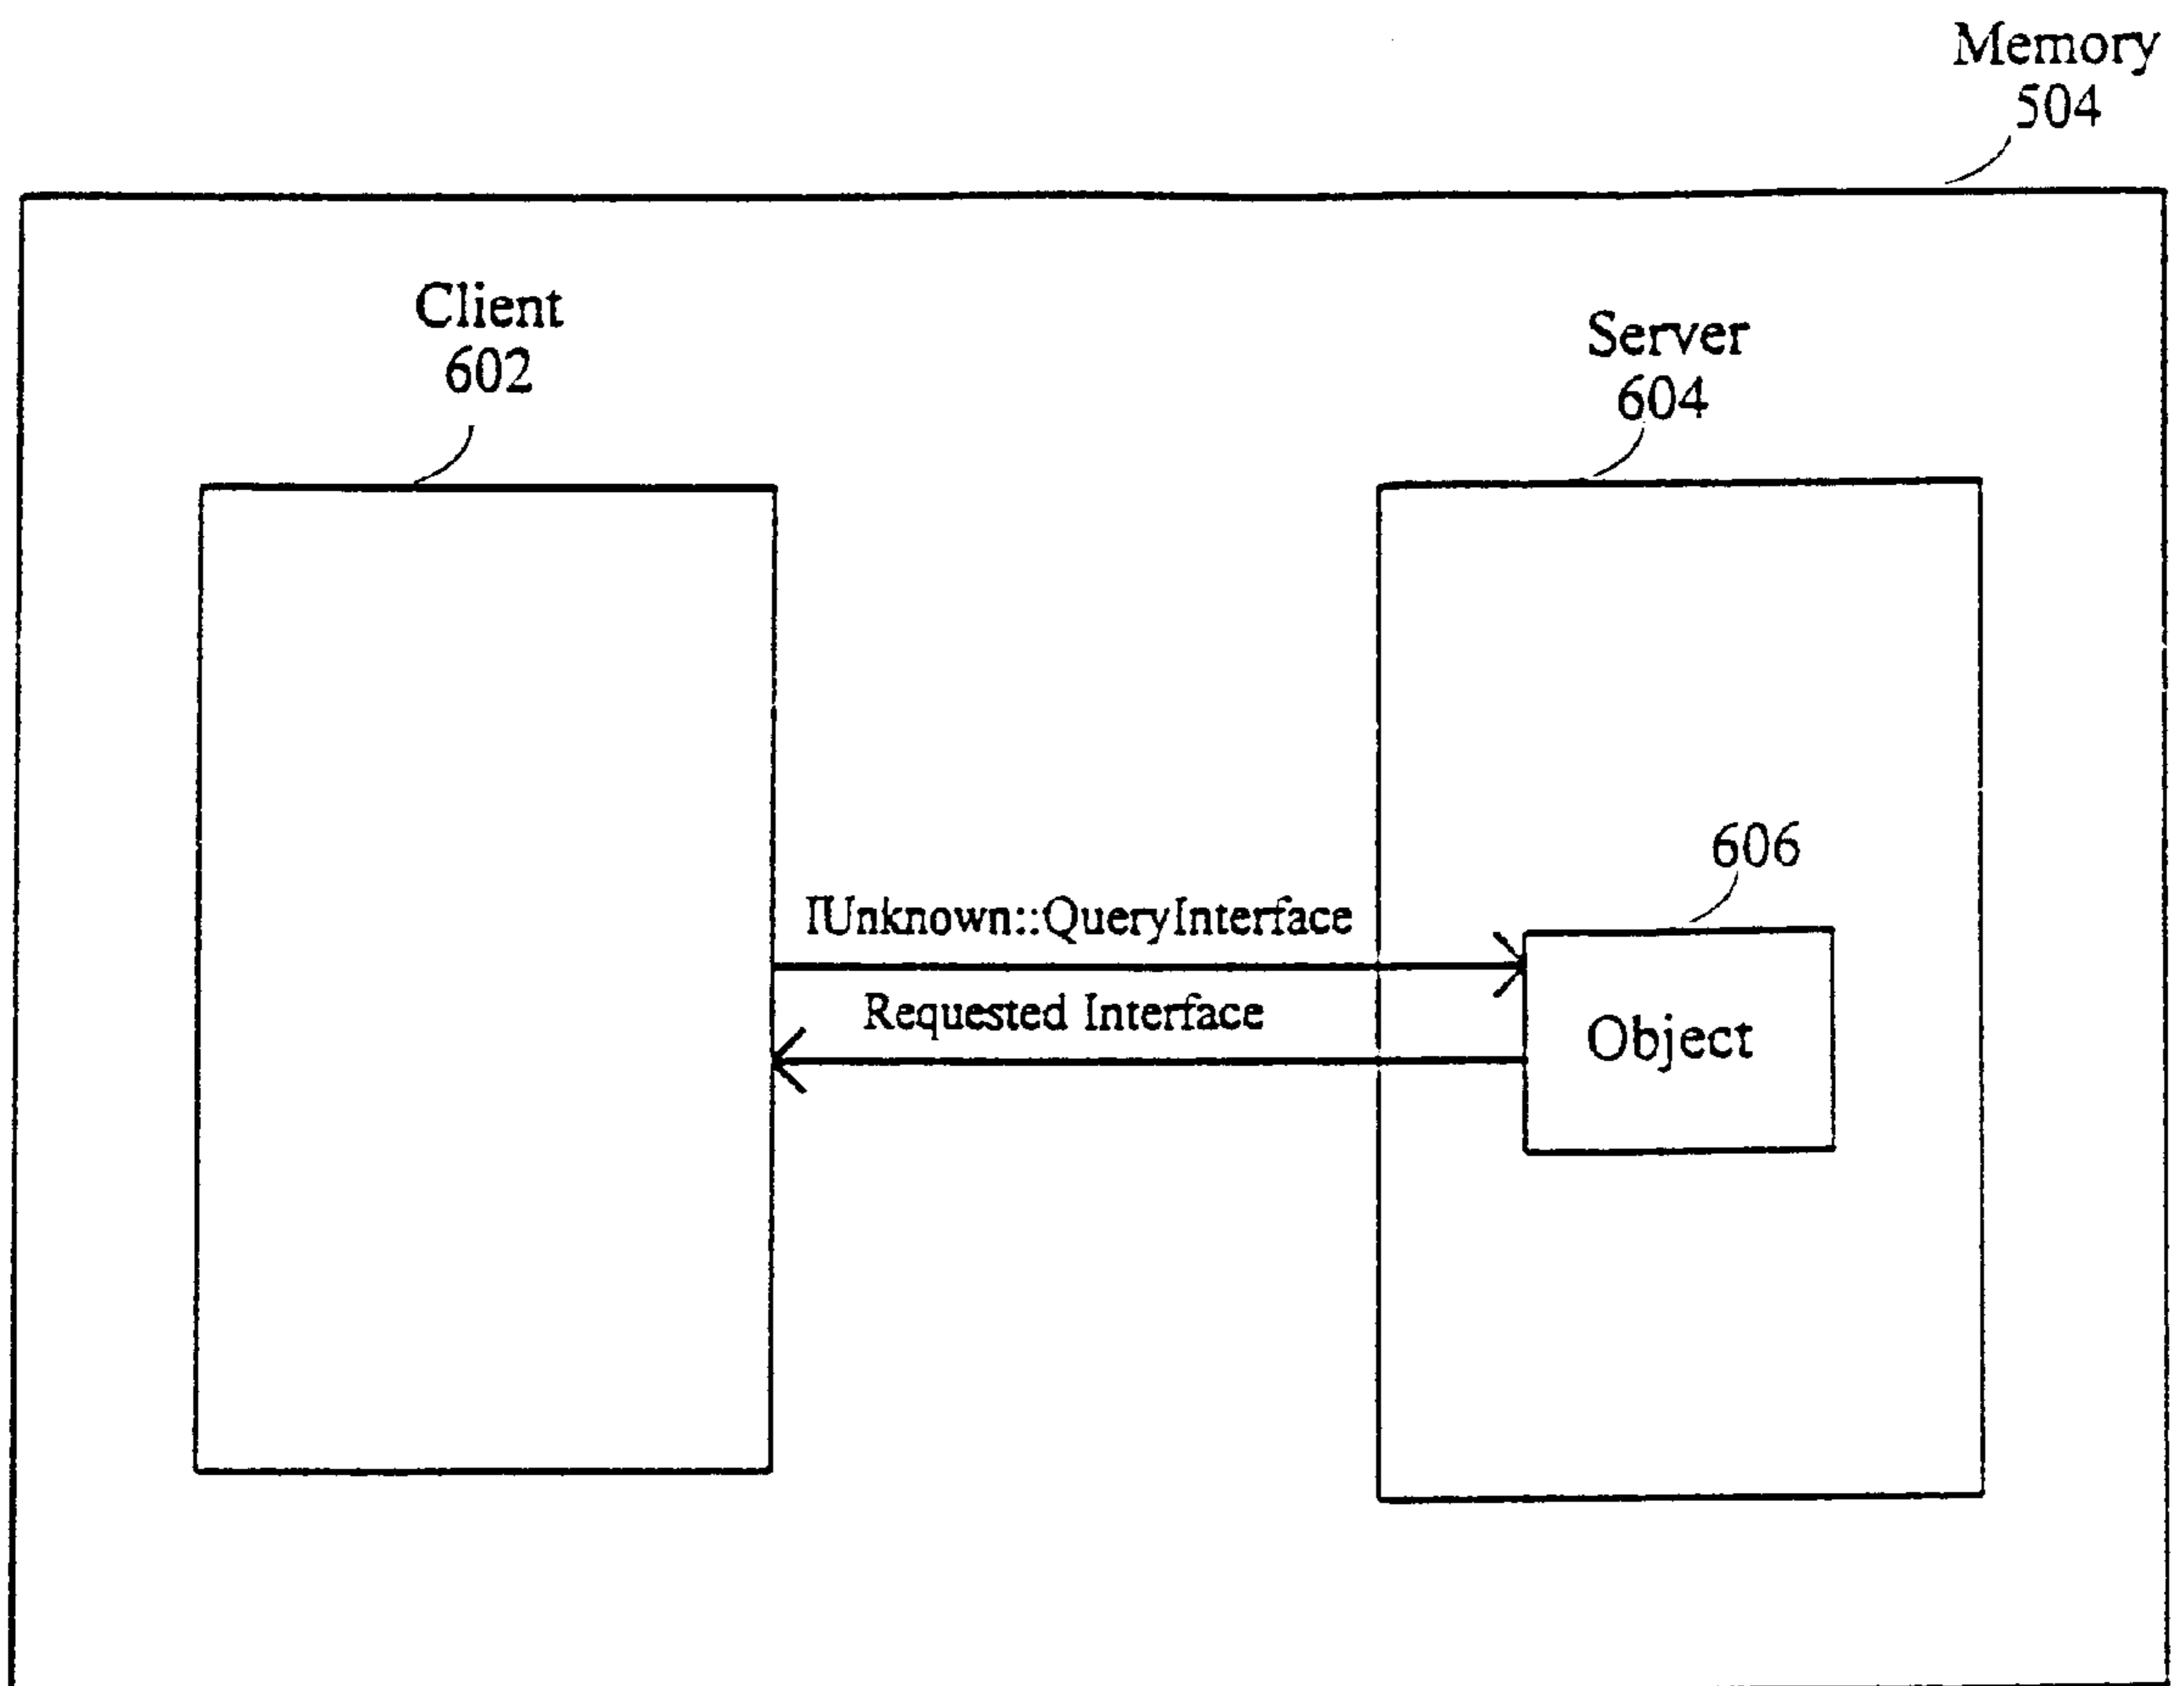 Memory
504
Client
602
Server
604
606
IUnknown::QueryInterface
Requested Interface
Object